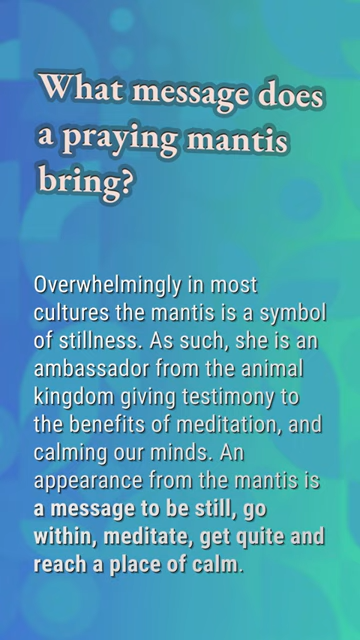 What message does
a praying mantis
bring?
Overwhelmingly in most
cultures the mantis is a symbol
of stillness. As such, she is an
ambassador from the animal
kingdom giving testimony to
the benefits of meditation, and
calming our minds. An
appearance from the mantis is
a message to be still, go
within, meditate, get quite and
reach a place of calm.